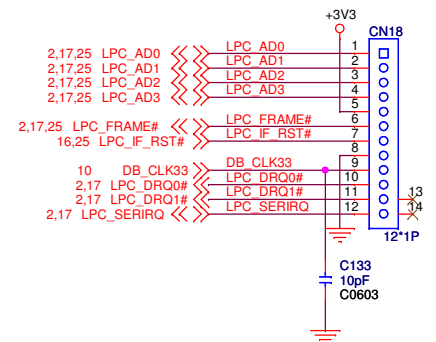 +3V3
CN18
2,17,25 LPC_AD0 LPC_AD0 1
2,17,25 LPC_AD1 LPC_AD1 2
2,17,25 LPC_AD2 LPC_AD2 3
2,17,25 LPC_AD3 LPC_AD3 4
5
2,17,25 LPC_FRAME# LPC_FRAME# 6
16,25 LPC_IF_RST# LPC_IF_RST# 7
8
10 DB_CLK33 DB_CLK33 9
2,17 LPC_DRQ0# LPC_DRQ0# 10
2,17 LPC_DRQ1# LPC_DRQ1# 11 13
2,17 LPC_SERIRQ LPC_SERIRQ 12 14
12*1P
C133
10pF
C0603